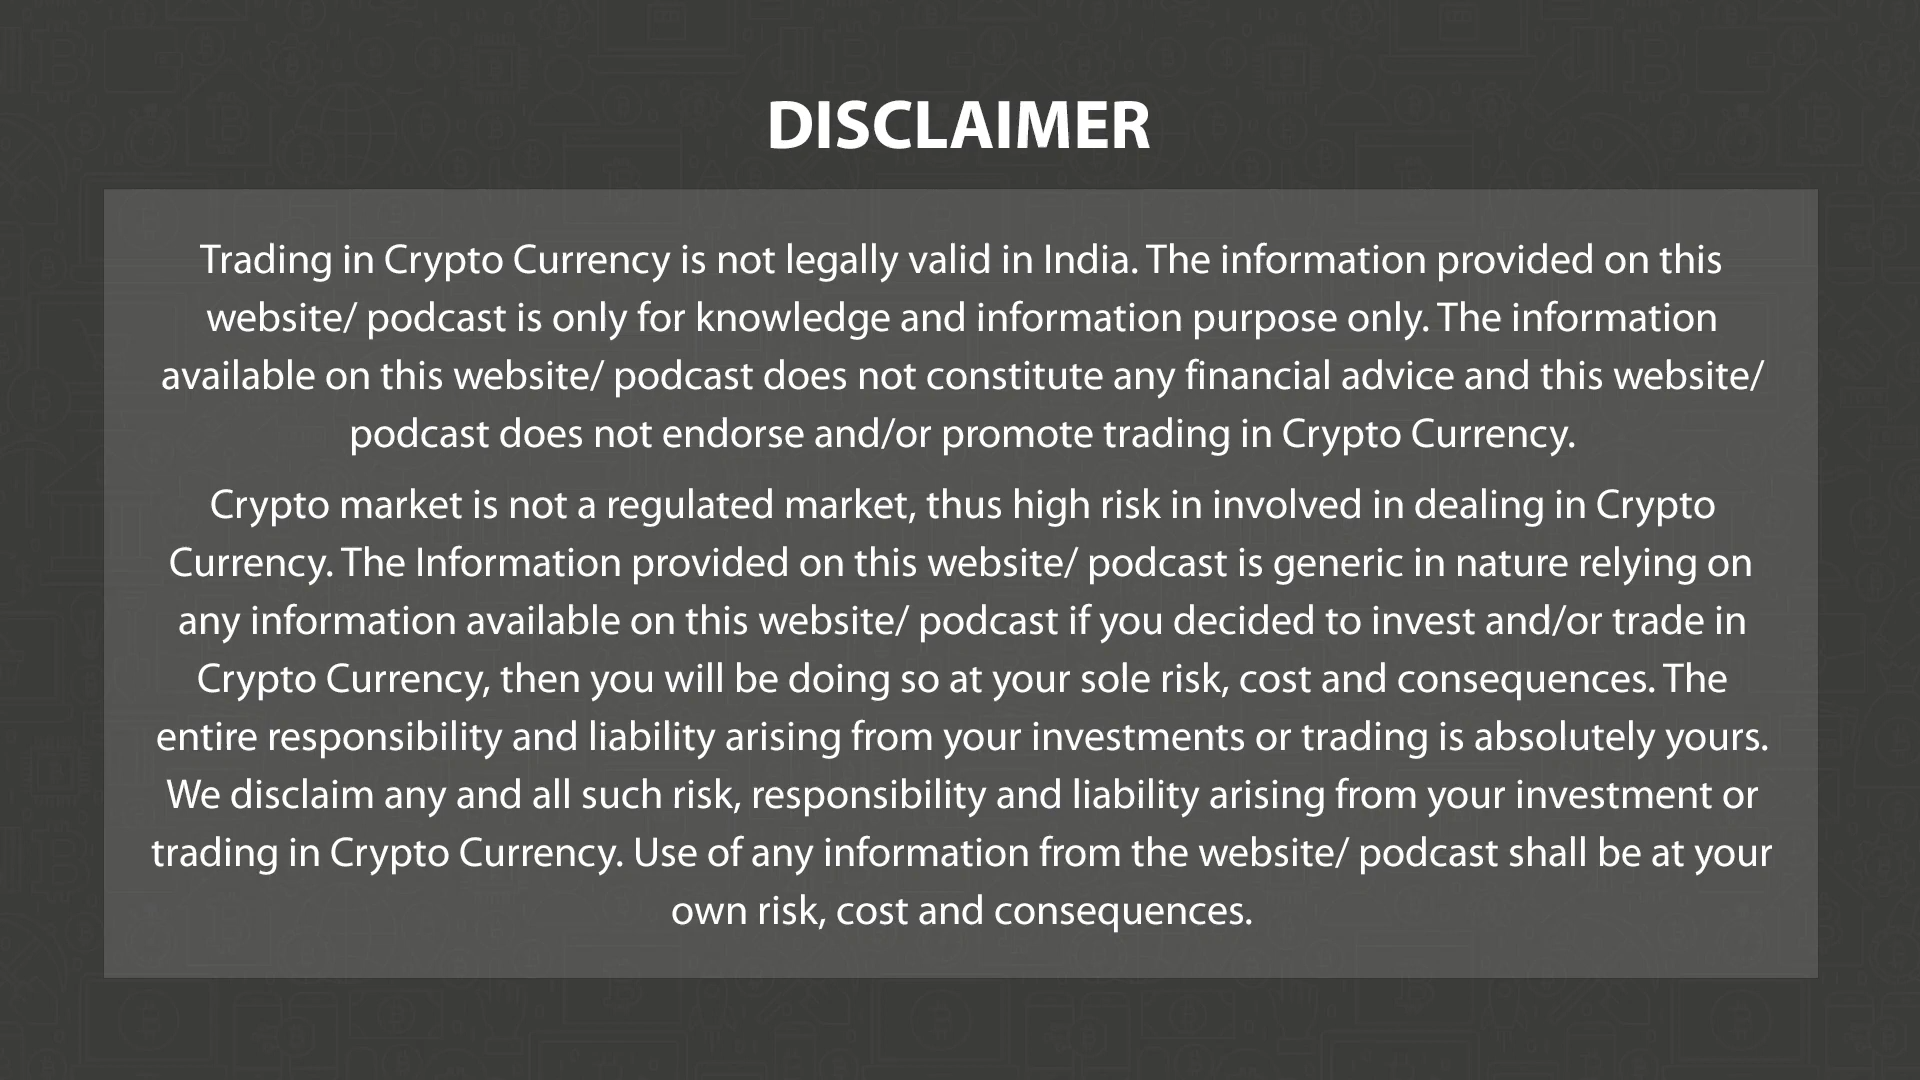 DISCLAIMER
Trading in Crypto Currency is not legally valid in India. The information provided on this
website/ podcast is only for knowledge and information purpose only. The information
available on this website/ podcast does not constitute any financial advice and this website/
podcast does not endorse and/or promote trading in Crypto Currency.
Crypto market is not a regulated market, thus high risk in involved in dealing in Crypto
Currency. The Information provided on this website/ podcast is generic in nature relying on
any information available on this website/ podcast if you decided to invest and/or trade in
Crypto Currency, then you will be doing so at your sole risk, cost and consequences. The
entire responsibility and liability arising from your investments or trading is absolutely yours.
We disclaim any and all such risk, responsibility and liability arising from your investment or
trading in Crypto Currency. Use of any information from the website/ podcast shall be at your
own risk, cost and consequences.